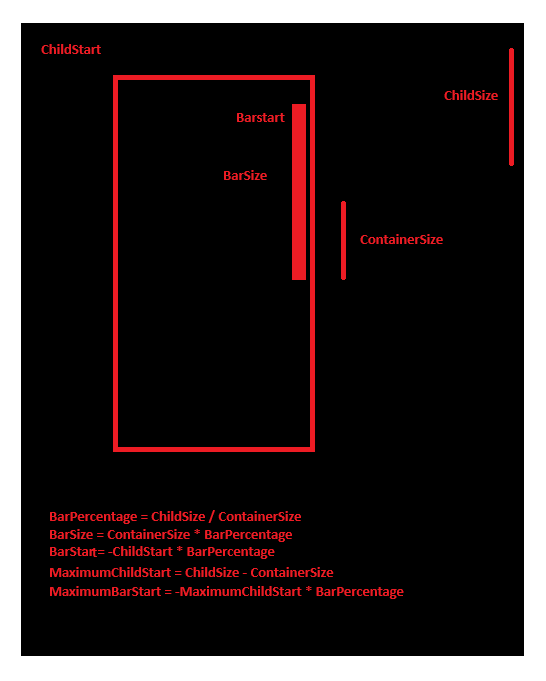 ChildStart
ChildSize
Barstart
BarSize
ContainerSize
BarPercentage = ChildSize / ContainerSize
BarSize = ContainerSize * BarPercentage
BarStart= -ChildStart * BarPercentage
MaximumChildStart = ChildSize - ContainerSize
MaximumBarStart = -MaximumChildStart * BarPercentage